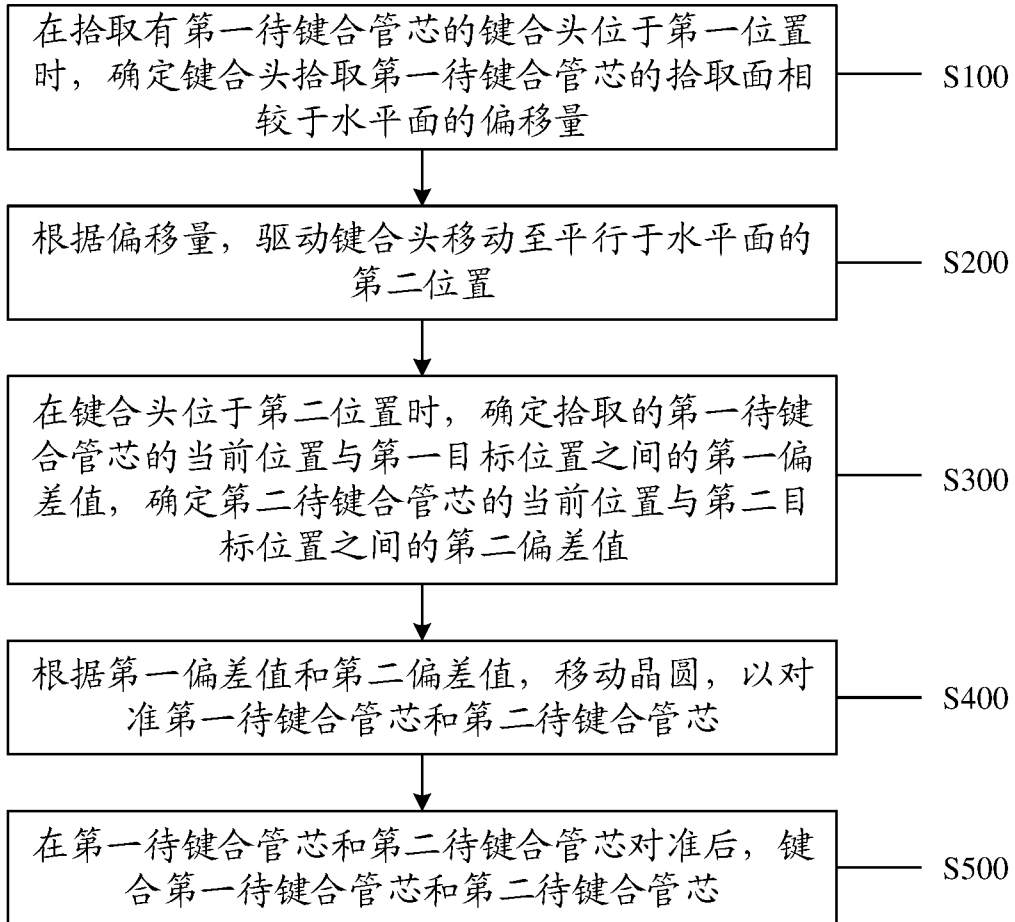 在拾取有第一待键合管芯的键合头位于第一位置
时，确定键合头拾取第一待键合管芯的拾取面相
较于水平面的偏移量
S100
根据偏移量，驱动键合头移动至平行于水平面的
第二位置
S200
在键合头位于第二位置时，确定拾取的第一待键
合管芯的当前位置与第一目标位置之间的第一偏
差值，确定第二待键合管芯的当前位置与第二目
标位置之间的第二偏差值
S300
根据第一偏差值和第二偏差值，移动晶圆，以对
准第一待键合管芯和第二待键合管芯
S400
在第一待键合管芯和第二待键合管芯对准后，键
合第一待键合管芯和第二待键合管芯
S500